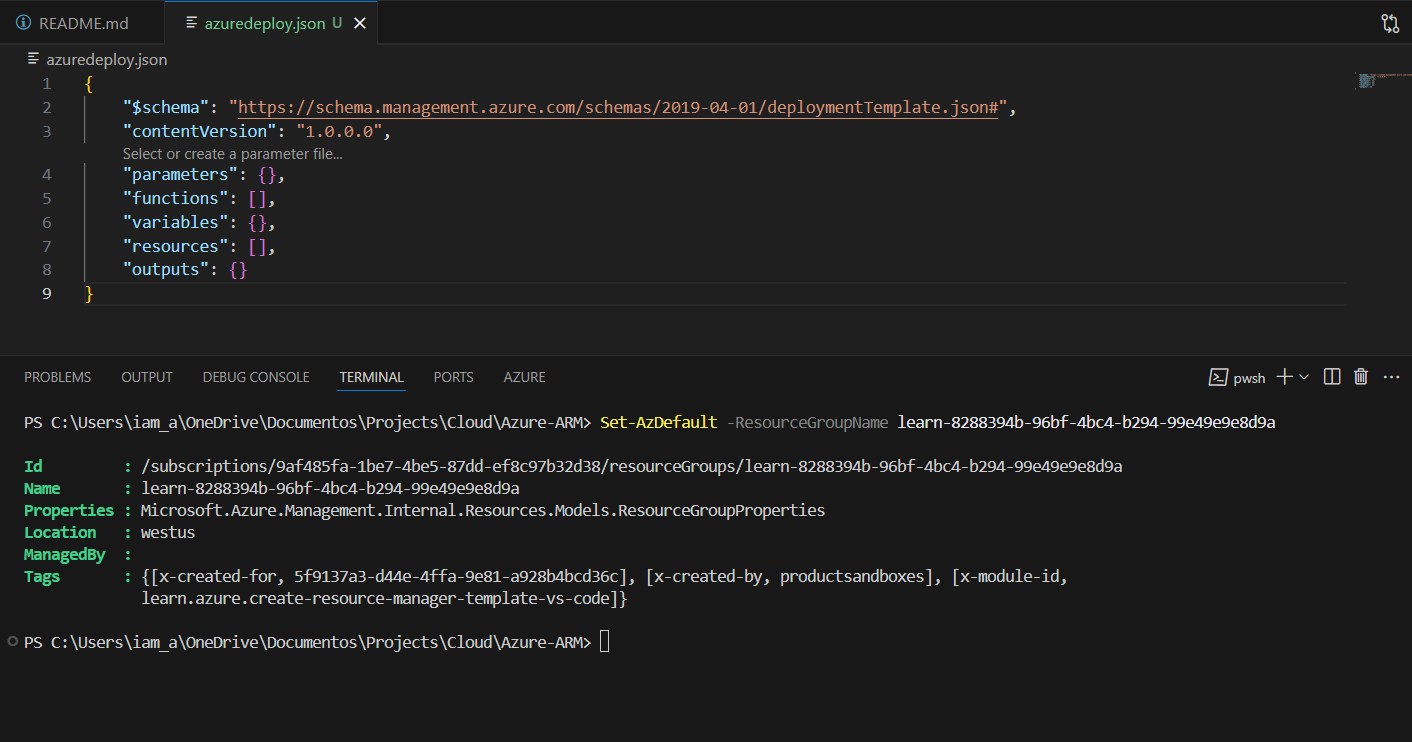 README.md
azuredeploy.json U
azuredeploy.json
1 {
2 "$schema": "https://schema.management.azure.com/schemas/2019-04-01/deploymentTemplate.json#",
3 "contentVersion": "1.0.0.0",
Select or create a parameter file...
4 "parameters": {},
5 "functions": [],
6 "variables": {},
7 "resources": [],
8 "outputs": {}
9 }
PROBLEMS OUTPUT DEBUG CONSOLE TERMINAL PORTS AZURE
pwsh
PS C:\Users\iam_a\OneDrive\Documentos\Projects\Cloud\Azure-ARM> Set-AzDefault -ResourceGroupName learn-8288394b-96bf-4bc4-b294-99e49e9e8d9a
Id : /subscriptions/9af485fa-1be7-4be5-87dd-ef8c97b32d38/resourceGroups/learn-8288394b-96bf-4bc4-b294-99e49e9e8d9a
Name : learn-8288394b-96bf-4bc4-b294-99e49e9e8d9a
Properties : Microsoft.Azure.Management.Internal.Resources.Models.ResourceGroupProperties
Location : westus
ManagedBy :
Tags : {[x-created-for, 5f9137a3-d44e-4ffa-9e81-a928b4bcd36c], [x-created-by, productsandboxes], [x-module-id,
learn.azure.create-resource-manager-template-vs-code]}
PS C:\Users\iam_a\OneDrive\Documentos\Projects\Cloud\Azure-ARM>